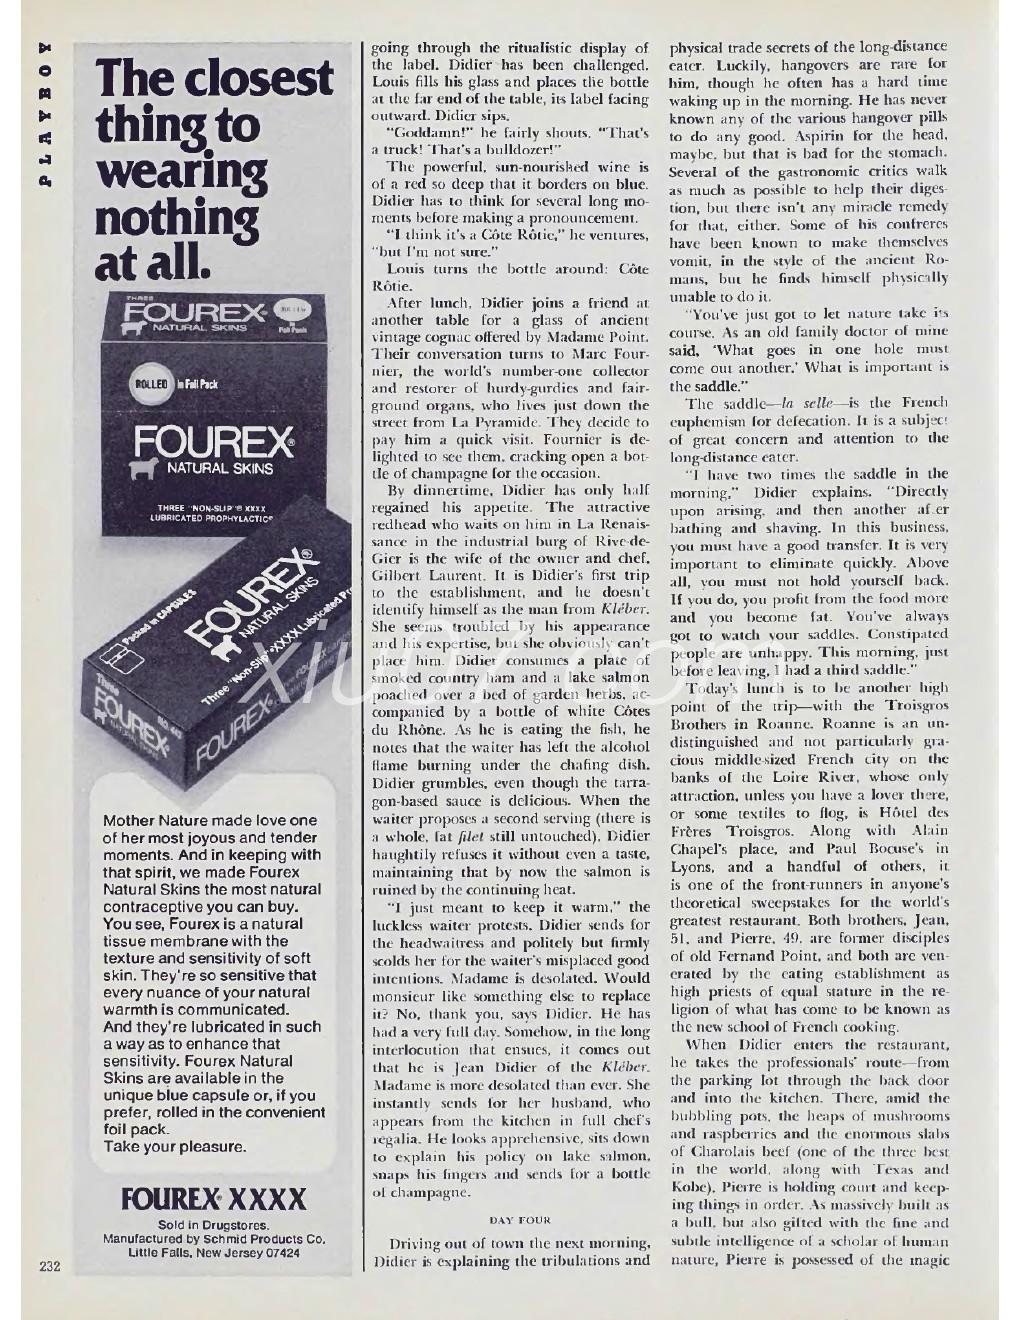 PLAYBOY
The closest
thing to
wearing
nothing
at all.
THREE
FOUREX®
NATURAL SKINS
in
Foil Pack
ROLLED in Foil Pack
FOUREX®
NATURAL SKINS
THREE "NON-SLIP"® XXXX
LUBRICATED PROPHYLACTICS
Packed in CAPSULES
FOUREX®
NATURAL SKINS
Three "Non-Slip"® XXXX Lubricated
Three
FOUREX
FOUREX®
Mother Nature made love one
of her most joyous and tender
moments. And in keeping with
that spirit, we made Fourex
Natural Skins the most natural
contraceptive you can buy.
You see, Fourex is a natural
tissue membrane with the
texture and sensitivity of soft
skin. They're so sensitive that
every nuance of your natural
warmth is communicated.
And they're lubricated in such
a way as to enhance that
sensitivity. Fourex Natural
Skins are available in the
unique blue capsule or, if you
prefer, rolled in the convenient
foil pack.
Take your pleasure.
FOUREX® XXXX
Sold in Drugstores.
Manufactured by Schmid Products Co.
Little Falls, New Jersey 07424
232
going through the ritualistic display of
the label. Didier has been challenged.
Louis fills his glass and places the bottle
at the far end of the table, its label facing
outward. Didier sips.
"Goddamn!" he fairly shouts. "That's
a truck! That's a bulldozer!"
The powerful, sun-nourished wine is
of a red so deep that it borders on blue.
Didier has to think for several long mo-
ments before making a pronouncement.
"I think it's a Côte Rôtie," he ventures,
"but I'm not sure."
Louis turns the bottle around: Côte
Rôtie.
After lunch, Didier joins a friend at
another table for a glass of ancient
vintage cognac offered by Madame Point.
Their conversation turns to Marc Four-
nier, the world's number-one collector
and restorer of hurdy-gurdies and fair-
ground organs, who lives just down the
street from La Pyramide. They decide to
pay him a quick visit. Fournier is de-
lighted to see them, cracking open a bot-
tle of champagne for the occasion.
By dinnertime, Didier has only half
regained his appetite. The attractive
redhead who waits on him in La Renais-
sance in the industrial burg of Rive-de-
Gier is the wife of the owner and chef,
Gilbert Laurent. It is Didier's first trip
to the establishment, and he doesn't
identify himself as the man from Kléber.
She seems troubled by his appearance
and his expertise, but she obviously can't
place him. Didier consumes a plate of
smoked country ham and a lake salmon
poached over a bed of garden herbs, ac-
companied by a bottle of white Côtes
du Rhône. As he is eating the fish, he
notes that the waiter has left the alcohol
flame burning under the chafing dish.
Didier grumbles, even though the tarra-
gon-based sauce is delicious. When the
waiter proposes a second serving (there is
a whole, fat filet still untouched), Didier
haughtily refuses it without even a taste,
maintaining that by now the salmon is
ruined by the continuing heat.
"I just meant to keep it warm," the
luckless waiter protests. Didier sends for
the headwaitress and politely but firmly
scolds her for the waiter's misplaced good
intentions. Madame is desolated. Would
monsieur like something else to replace
it? No, thank you, says Didier. He has
had a very full day. Somehow, in the long
interlocution that ensues, it comes out
that he is Jean Didier of the Kléber.
Madame is more desolated than ever. She
instantly sends for her husband, who
appears from the kitchen in full chef's
regalia. He looks apprehensive, sits down
to explain his policy on lake salmon,
snaps his fingers and sends for a bottle
of champagne.
DAY FOUR
Driving out of town the next morning,
Didier is explaining the tribulations and
physical trade secrets of the long-distance
eater. Luckily, hangovers are rare for
him, though he often has a hard time
waking up in the morning. He has never
known any of the various hangover pills
to do any good. Aspirin for the head,
maybe, but that is bad for the stomach.
Several of the gastronomic critics walk
as much as possible to help their diges-
tion, but there isn't any miracle remedy
for that, either. Some of his confreres
have been known to make themselves
vomit, in the style of the ancient Ro-
mans, but he finds himself physically
unable to do it.
"You've just got to let nature take its
course. As an old family doctor of mine
said, 'What goes in one hole must
come out another.' What is important is
the saddle."
The saddle—la selle—is the French
euphemism for defecation. It is a subject
of great concern and attention to the
long-distance eater.
"I have two times the saddle in the
morning," Didier explains. "Directly
upon arising, and then another after
bathing and shaving. In this business,
you must have a good transfer. It is very
important to eliminate quickly. Above
all, you must not hold yourself back.
If you do, you profit from the food more
and you become fat. You've always
got to watch your saddles. Constipated
people are unhappy. This morning, just
before leaving, I had a third saddle."
Today's lunch is to be another high
point of the trip—with the Troisgros
Brothers in Roanne. Roanne is an un-
distinguished and not particularly gra-
cious middle-sized French city on the
banks of the Loire River, whose only
attraction, unless you have a lover there,
or some textiles to flog, is Hôtel des
Frères Troisgros. Along with Alain
Chapel's place, and Paul Bocuse's in
Lyons, and a handful of others, it
is one of the front-runners in anyone's
theoretical sweepstakes for the world's
greatest restaurant. Both brothers, Jean,
51, and Pierre, 49, are former disciples
of old Fernand Point, and both are ven-
erated by the eating establishment as
high priests of equal stature in the re-
ligion of what has come to be known as
the new school of French cooking.
When Didier enters the restaurant,
he takes the professionals' route—from
the parking lot through the back door
and into the kitchen. There, amid the
bubbling pots, the heaps of mushrooms
and raspberries and the enormous slabs
of Charolais beef (one of the three best
in the world, along with Texas and
Kobe), Pierre is holding court and keep-
ing things in order. As massively built as
a bull, but also gifted with the fine and
subtle intelligence of a scholar of human
nature, Pierre is possessed of the magic